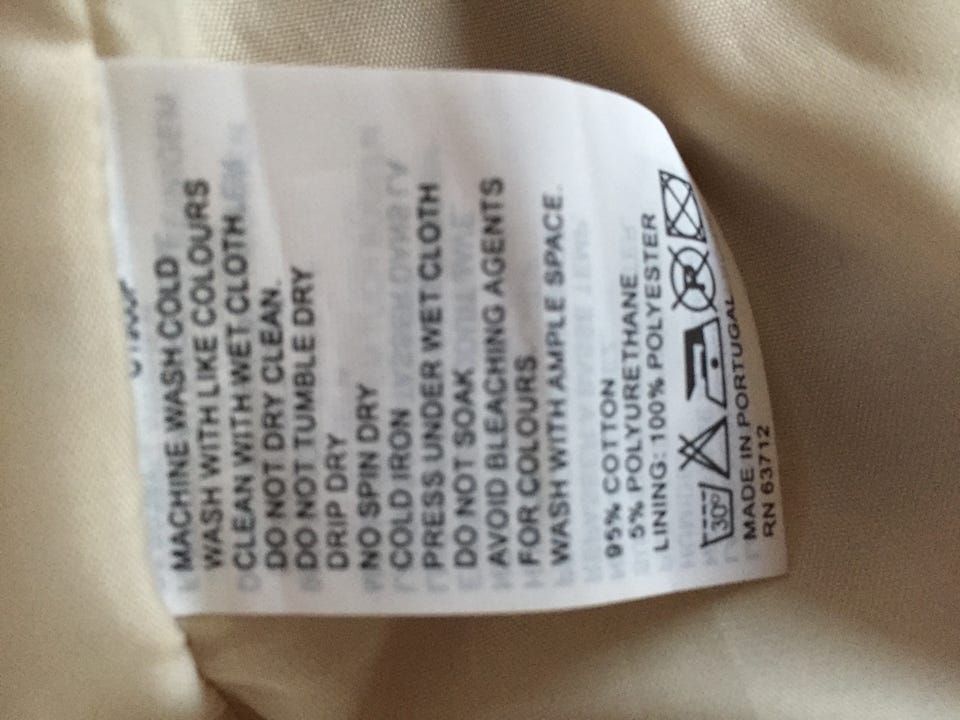 MACHINE WASH COLD
WASH WITH LIKE COLOURS
CLEAN WITH WET CLOTH
DO NOT DRY CLEAN.
DO NOT TUMBLE DRY
DRIP DRY
NO SPIN DRY
COLD IRON
PRESS UNDER WET CLOTH
DO NOT SOAK
AVOID BLEACHING AGENTS
FOR COLOURS
WASH WITH AMPLE SPACE.
95% COTTON
5% POLYURETHANE
LINING: 100% POLYESTER
30° P
MADE IN PORTUGAL
RN 63712